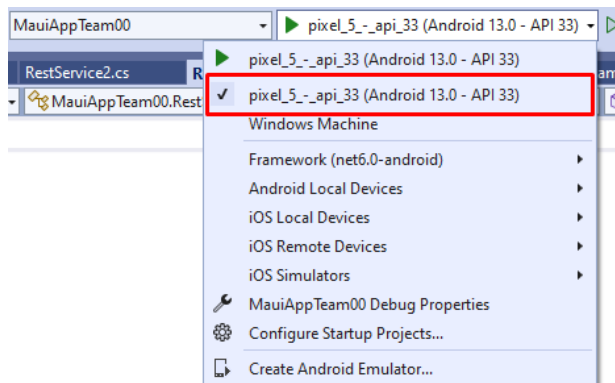 MauiAppTeam00
pixel_5_-_api_33 (Android 13.0 - API 33)
RestService2.cs
R
MauiAppTeam00.Rest
pixel_5_-_api_33 (Android 13.0 - API 33)
pixel_5_-_api_33 (Android 13.0 - API 33)
Windows Machine
Framework (net6.0-android)
Android Local Devices
iOS Local Devices
iOS Remote Devices
iOS Simulators
MauiAppTeam00 Debug Properties
Configure Startup Projects...
Create Android Emulator...